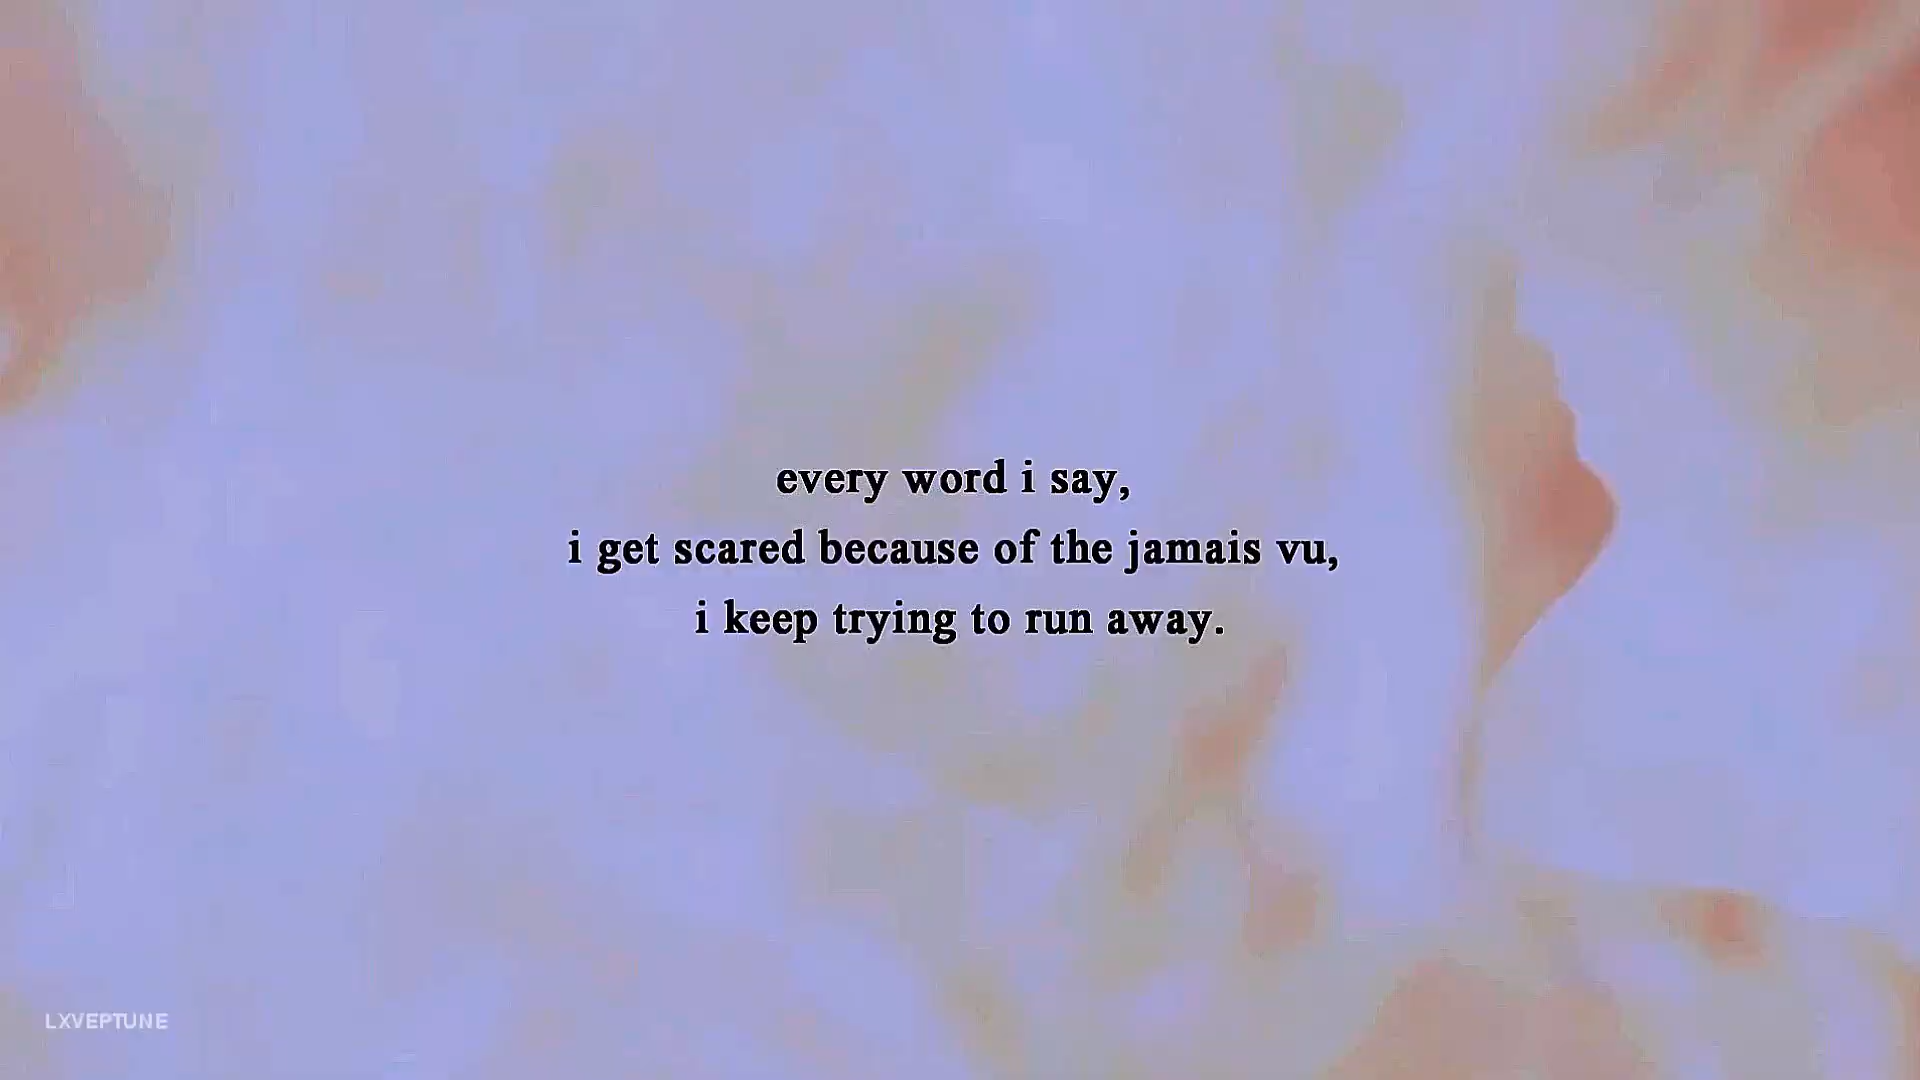 every word i say,
i get scared because of the jamais vu,
i keep trying to run away.
LXVEPTUNE